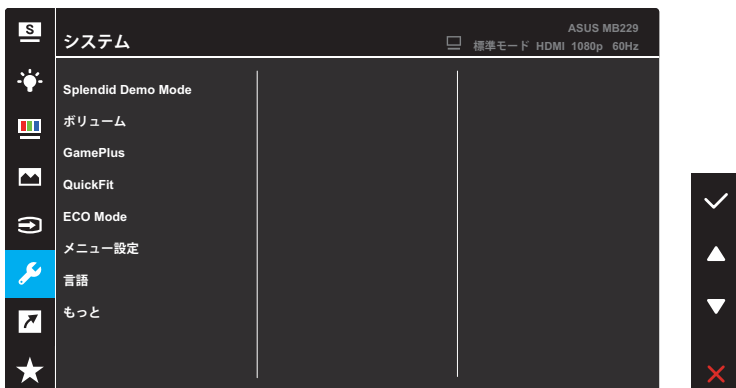 S
システム
ASUS MB229
標準モード HDMI 1080p 60Hz
Splendid Demo Mode
ボリューム
GamePlus
QuickFit
ECO Mode
メニュー設定
言語
もっと